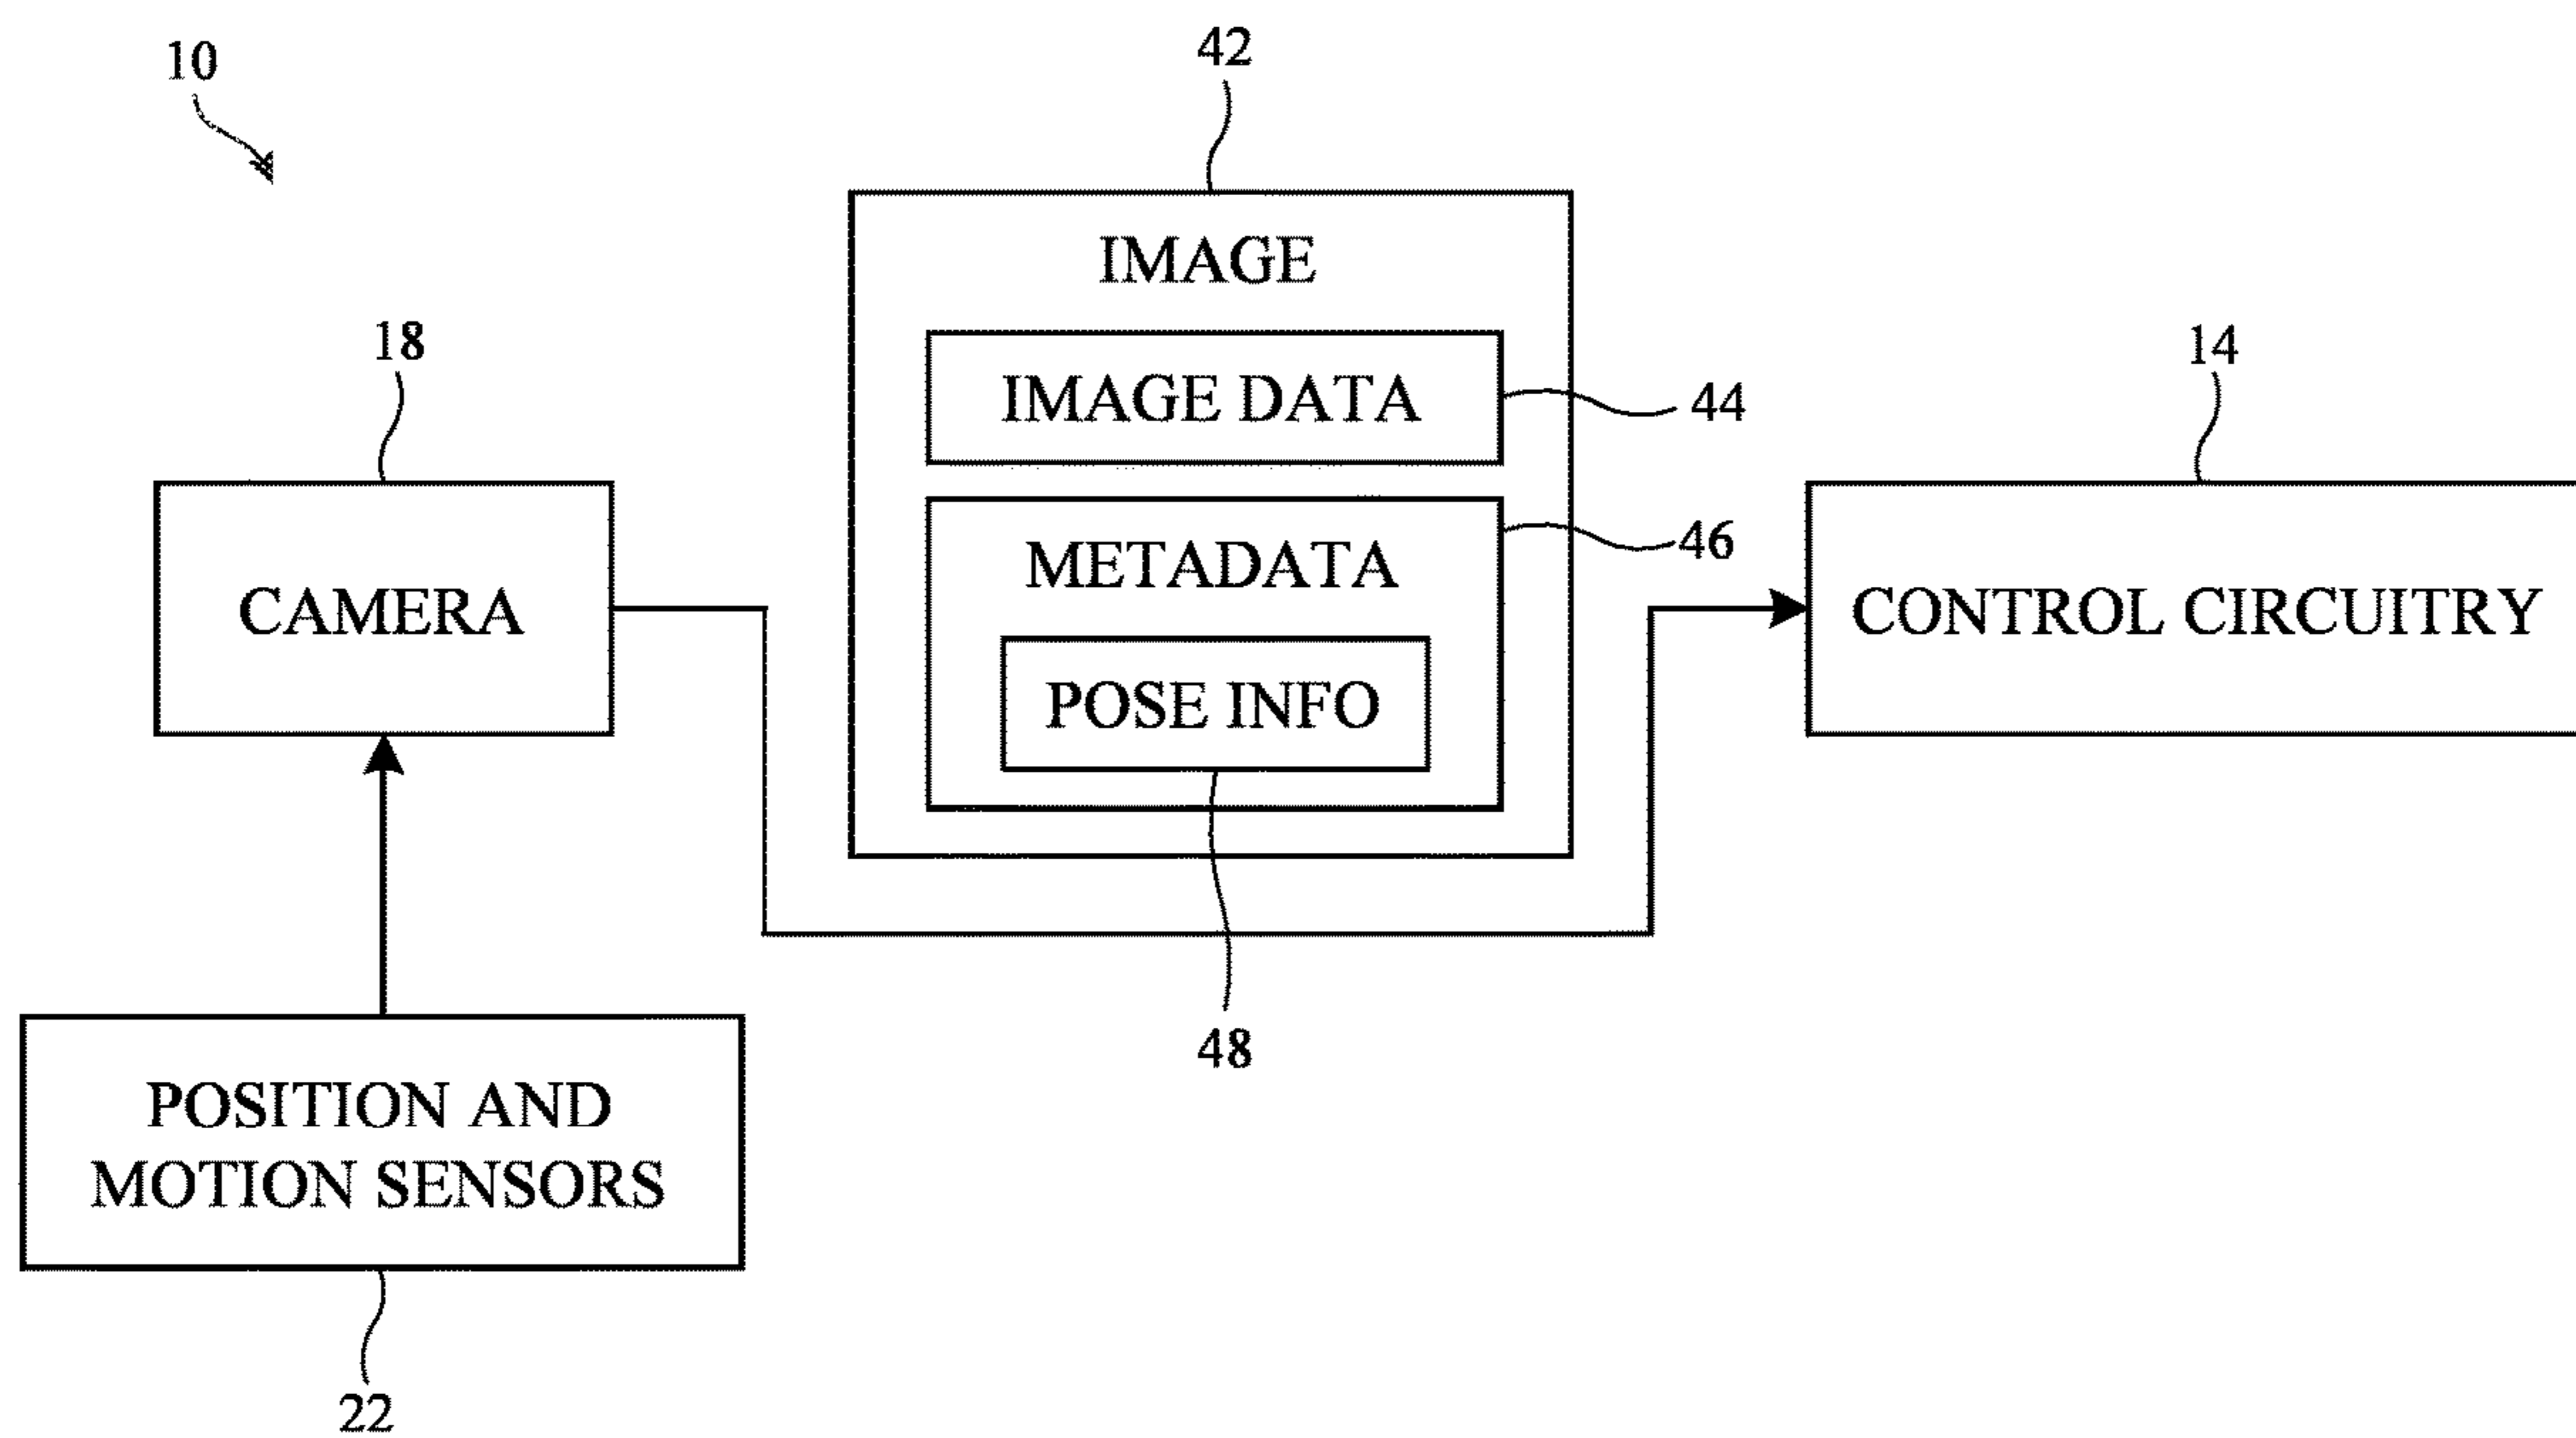 10
42
IMAGE
18
14
IMAGE DATA
44
METADATA
46
CAMERA
CONTROL CIRCUITRY
POSE INFO
48
POSITION AND
MOTION SENSORS
22